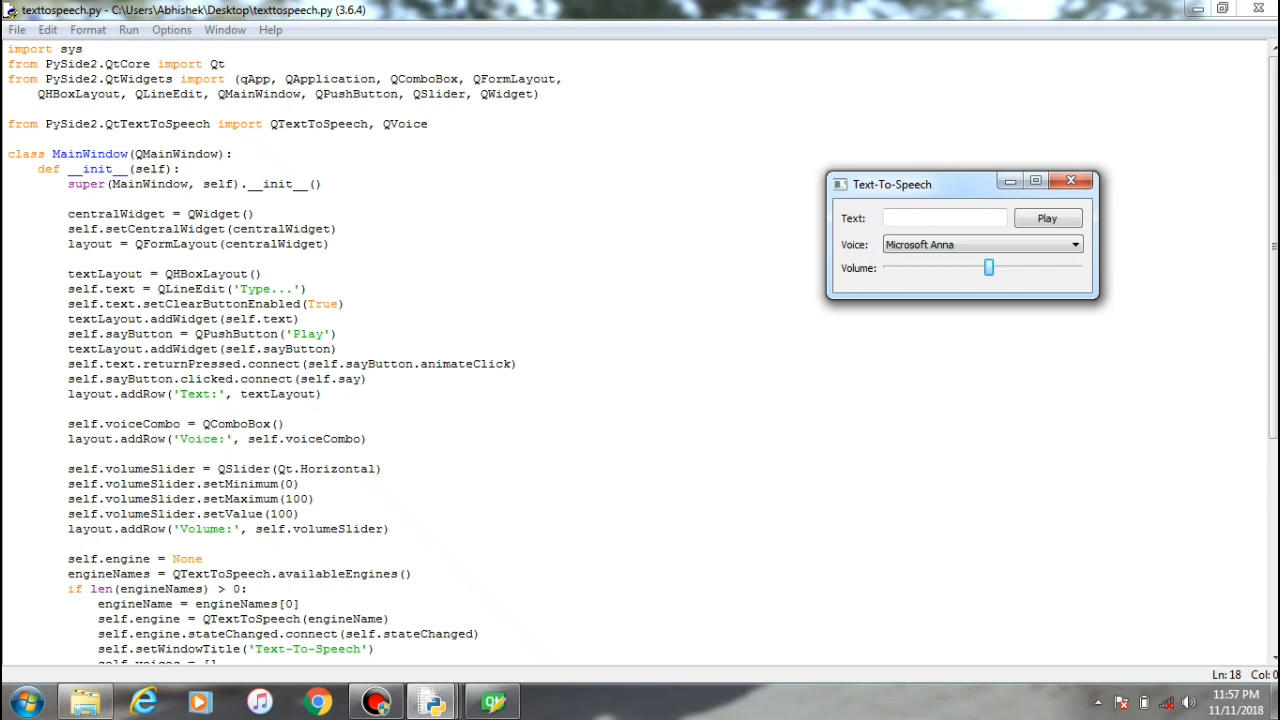 texttospeech.py - C:\Users\Abhishek\Desktop\texttospeech.py (3.6.4)
File Edit Format Run Options Window Help
import sys
from PySide2.QtCore import Qt
from PySide2.QtWidgets import (qApp, QApplication, QComboBox, QFormLayout,
    QHBoxLayout, QLineEdit, QMainWindow, QPushButton, QSlider, QWidget)
from PySide2.QtTextToSpeech import QTextToSpeech, QVoice
class MainWindow(QMainWindow):
    def __init__(self):
        super(MainWindow, self).__init__()
        centralWidget = QWidget()
        self.setCentralWidget(centralWidget)
        layout = QFormLayout(centralWidget)
        textLayout = QHBoxLayout()
        self.text = QLineEdit('Type...')
        self.text.setClearButtonEnabled(True)
        textLayout.addWidget(self.text)
        self.sayButton = QPushButton('Play')
        textLayout.addWidget(self.sayButton)
        self.text.returnPressed.connect(self.sayButton.animateClick)
        self.sayButton.clicked.connect(self.say)
        layout.addRow('Text:', textLayout)
        self.voiceCombo = QComboBox()
        layout.addRow('Voice:', self.voiceCombo)
        self.volumeSlider = QSlider(Qt.Horizontal)
        self.volumeSlider.setMinimum(0)
        self.volumeSlider.setMaximum(100)
        self.volumeSlider.setValue(100)
        layout.addRow('Volume:', self.volumeSlider)
        self.engine = None
        engineNames = QTextToSpeech.availableEngines()
        if len(engineNames) > 0:
            engineName = engineNames[0]
            self.engine = QTextToSpeech(engineName)
            self.engine.stateChanged.connect(self.stateChanged)
            self.setWindowTitle('Text-To-Speech')
            self.voices = []
Text-To-Speech
Text: Play
Voice: Microsoft Anna
Volume:
Ln: 18 Col: 0
11:57 PM
11/11/2018